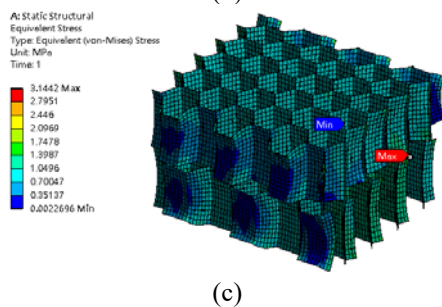 A: Static Structural
Equivalent Stress
Type: Equivalent (von-Mises) Stress
Unit: MPa
Time: 1
3.1442 Max
2.7951
2.446
2.0969
1.7478
1.3987
1.0496
0.70047
0.35137
0.0022696 Min
Min
Max
(c)